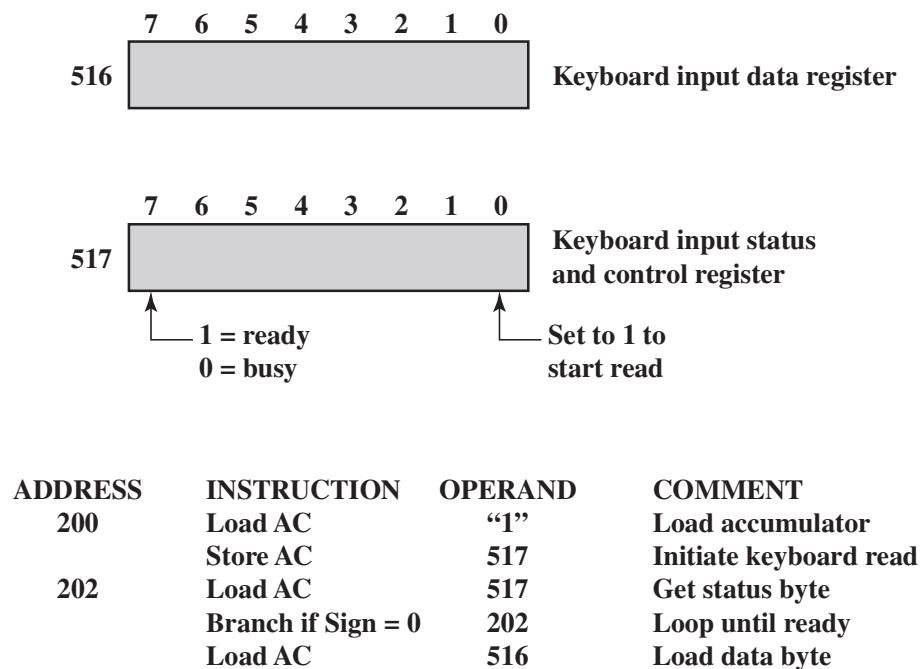 7 6 5 4 3 2 1 0
516 Keyboard input data register
7 6 5 4 3 2 1 0
517 Keyboard input status
and control register
1 = ready Set to 1 to
0 = busy start read
ADDRESS INSTRUCTION OPERAND COMMENT
200 Load AC “1” Load accumulator
Store AC 517 Initiate keyboard read
202 Load AC 517 Get status byte
Branch if Sign = 0 202 Loop until ready
Load AC 516 Load data byte